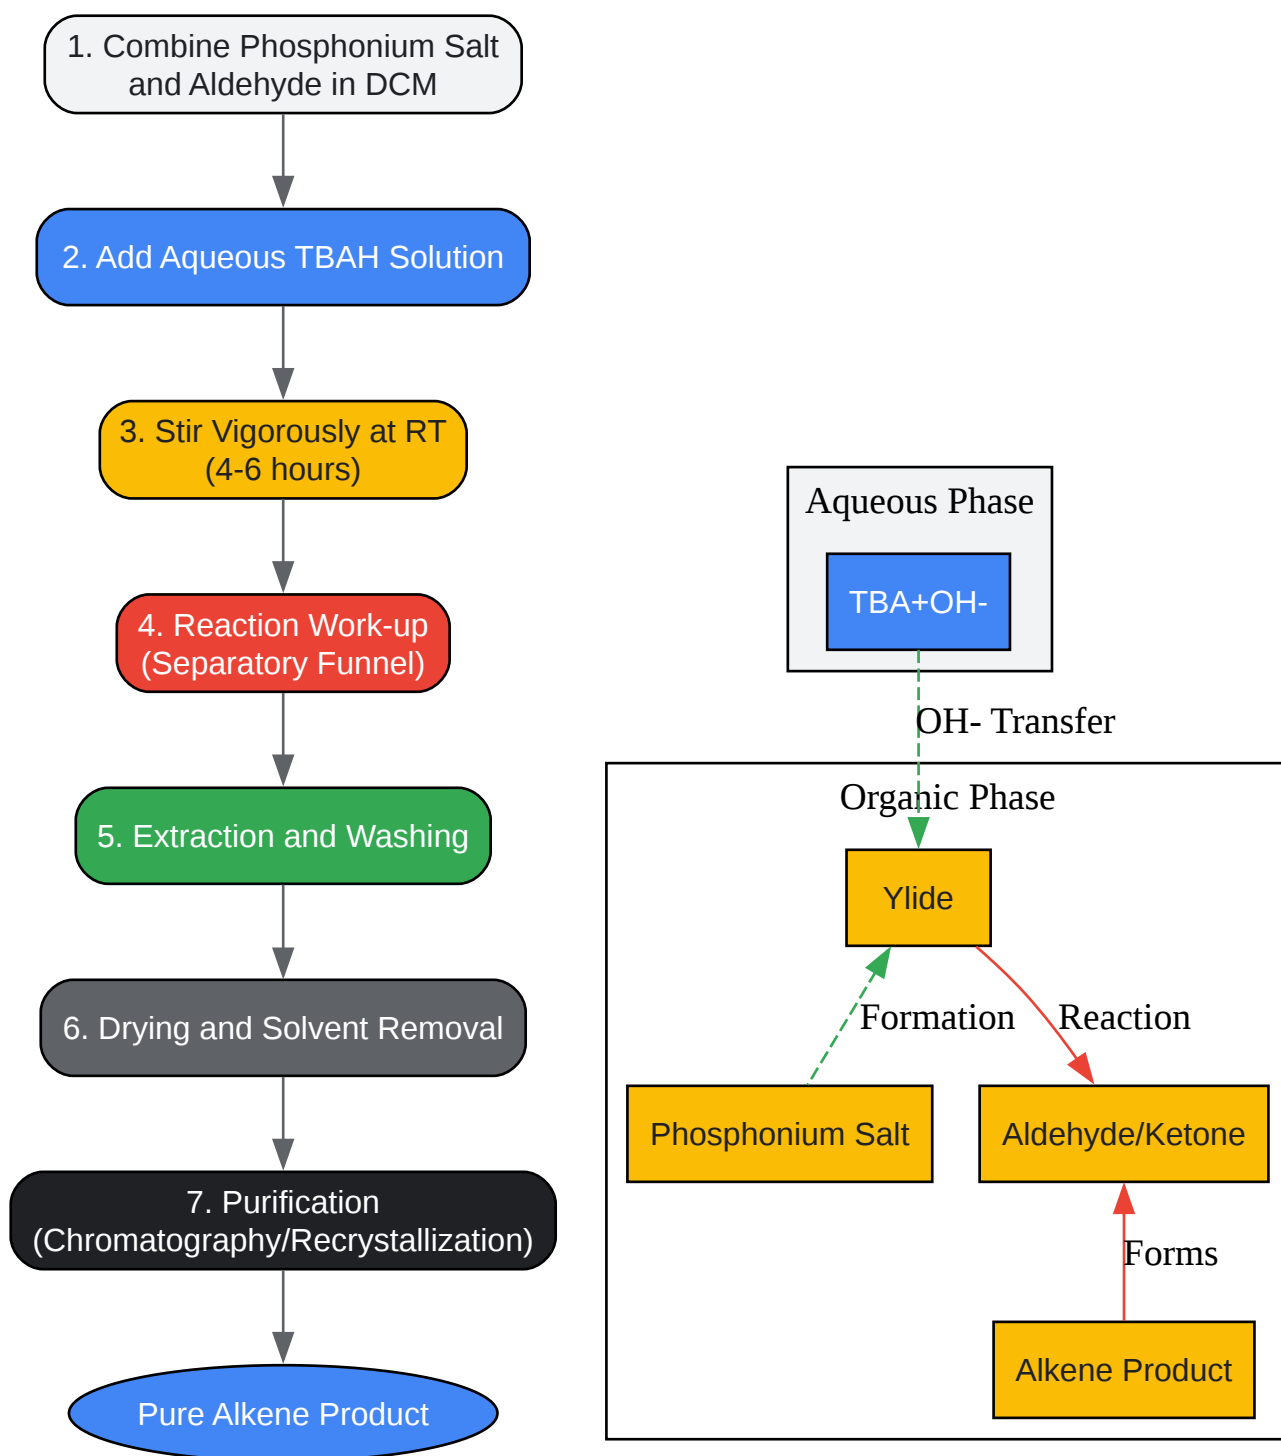 1. Combine Phosphonium Salt
and Aldehyde in DCM
2. Add Aqueous TBAH Solution
3. Stir Vigorously at RT
(4-6 hours)
4. Reaction Work-up
(Separatory Funnel)
5. Extraction and Washing
6. Drying and Solvent Removal
7. Purification
(Chromatography/Recrystallization)
Pure Alkene Product
Aqueous Phase
TBA+OH-
OH- Transfer
Organic Phase
Ylide
Formation
Reaction
Phosphonium Salt
Aldehyde/Ketone
Forms
Alkene Product